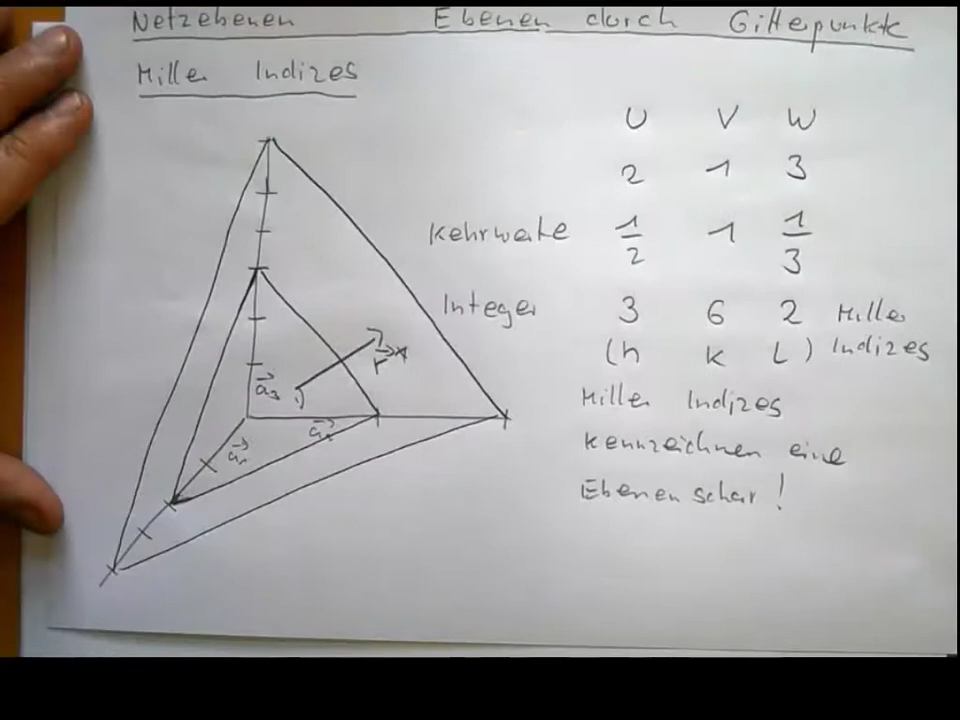 Netzebenen Ebenen durch Gitterpunkte
Miller Indizes
U V W
2 1 3
Kehrwerte 1/2 1 1/3
Integer 3 6 2 Miller
(h k l) Indizes
Miller Indizes
kennzeichnen eine
Ebenenschar!
a₃
r*
a₂
a₁